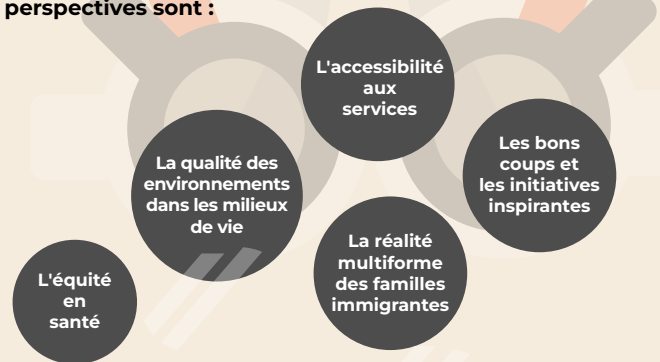 perspectives sont :
L'accessibilité
aux
services
Les bons
coups et
les initiatives
inspirantes
La qualité des
environnements
dans les milieux
de vie
La réalité
multiforme
des familles
immigrantes
L'équité
en
santé